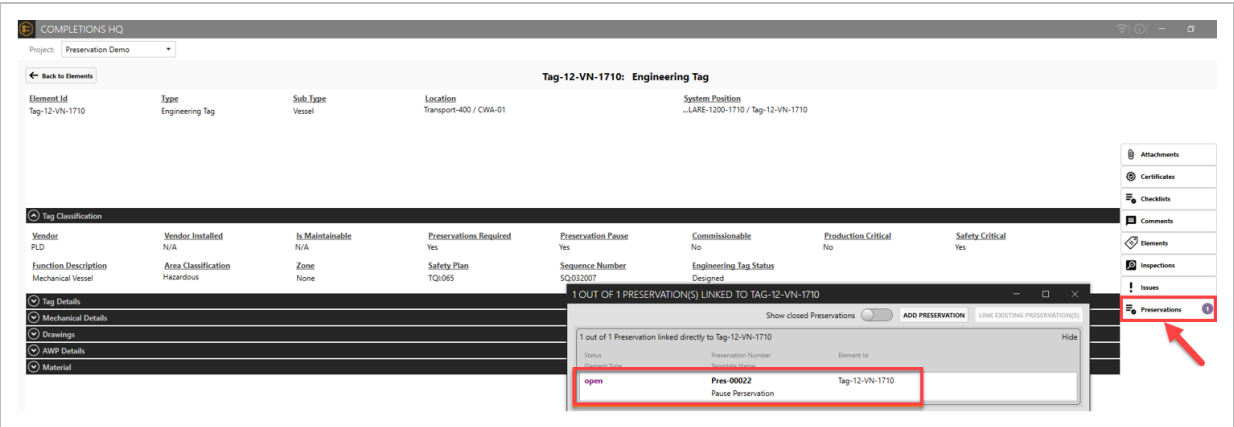 COMPLETIONS HQ
Project: Preservation Demo
Back to Elements
Tag-12-VN-1710: Engineering Tag
Element Id Type Sub Type Location System Position
Tag-12-VN-1710 Engineering Tag Vessel Transport-400 / CWA-01 ...LARE-1200-1710 / Tag-12-VN-1710
Attachments
Certificates
Checklists
Comments
Elements
Inspections
Issues
Preservations 1
Tag Classification
Vendor Vendor Installed Is Maintainable Preservations Required Preservation Pause Commissionable Production Critical Safety Critical
PLD N/A N/A Yes Yes No No Yes
Function Description Area Classification Zone Safety Plan Sequence Number Engineering Tag Status
Mechanical Vessel Hazardous None TQI:065 SQ:032007 Designed
Tag Details
Mechanical Details
Drawings
AWP Details
Material
1 OUT OF 1 PRESERVATION(S) LINKED TO TAG-12-VN-1710
Show closed Preservations ADD PRESERVATION LINK EXISTING PRESERVATION(S)
1 out of 1 Preservation linked directly to Tag-12-VN-1710 Hide
Status Preservation Number Element Id
Element Type Template Name
open Pres-00022 Tag-12-VN-1710
Pause Perservation